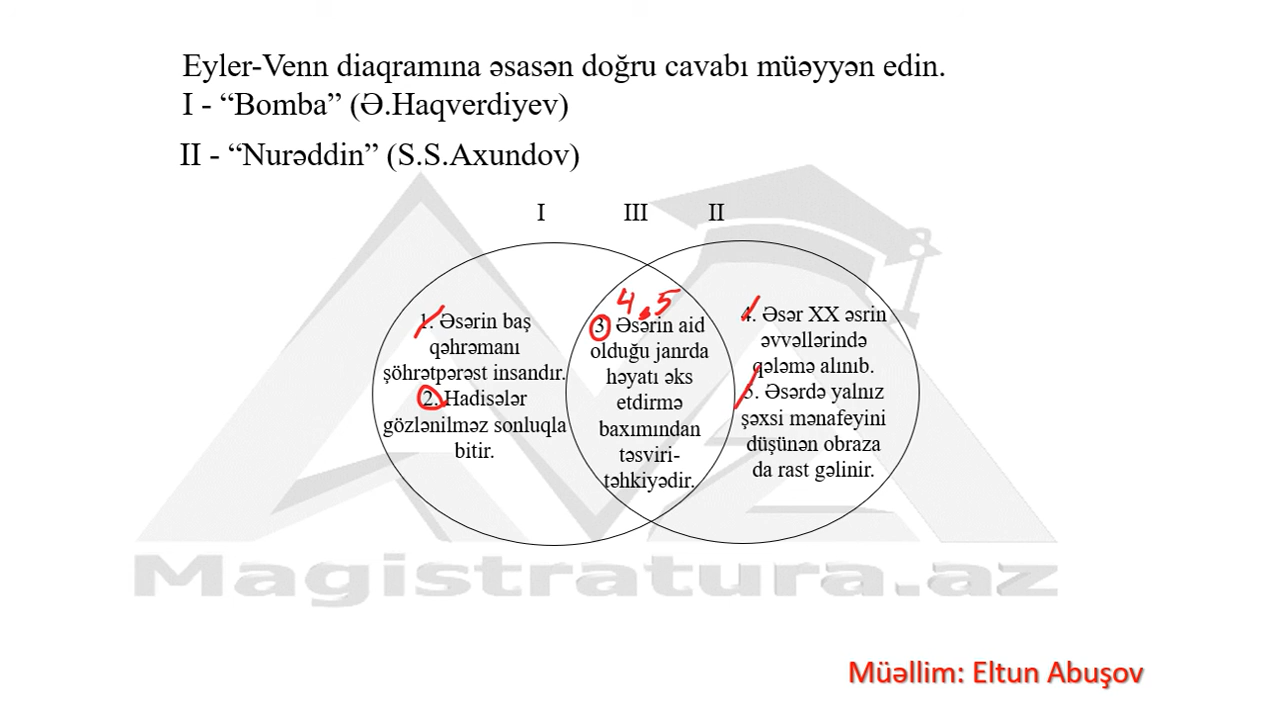 Eyler-Venn diaqramına əsasən doğru cavabı müəyyən edin.
I - “Bomba” (Ə.Haqverdiyev)
II - “Nurəddin” (S.S.Axundov)
I III II
1. Əsərin baş
qəhrəmanı
şöhrətpərəst insandır.
2. Hadisələr
gözlənilməz sonluqla
bitir.
4,5
3 Əsərin aid
olduğu janrda
həyatı əks
etdirmə
baxımından
təsviri-
təhkiyədir.
4. Əsər XX əsrin
əvvəllərində
qələmə alınıb.
5. Əsərdə yalnız
şəxsi mənafeyini
düşünən obraza
da rast gəlinir.
Magistratura.az
Müəllim: Eltun Abuşov